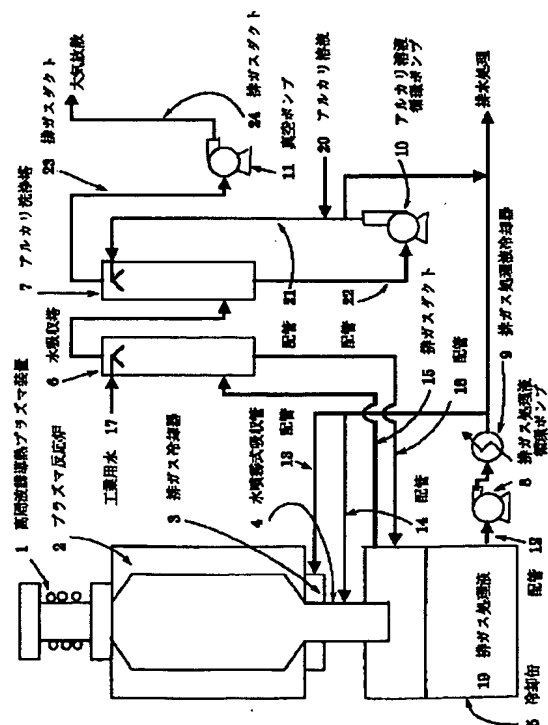 1 高周波誘導熱プラズマ装置
2 プラズマ反応炉
3 排ガス冷却器
4 水噴霧式吸収管
13 配管
14 配管
19 排ガス処理液
5 冷却缶
12 配管
8 排ガス処理液循環ポンプ
9 排ガス処理液冷却器
排水処理
15 排ガスダクト
18 配管
工業用水 17
6 水吸収塔
7 アルカリ洗浄塔
21 配管
22 配管
10 アルカリ溶液循環ポンプ
20 アルカリ溶液
11 真空ポンプ
23 排ガスダクト
24 排ガスダクト
大気放散